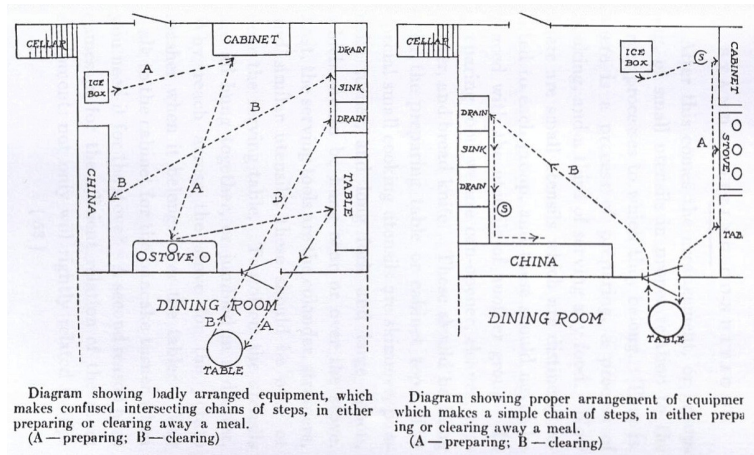 CELLAR
CABINET
A
ICE
BOX
DRAIN
SINK
DRAIN
B
B
CHINA
A
TABLE
B
STOVE
DINING ROOM
B
A
TABLE
Diagram showing badly arranged equipment, which
makes confused intersecting chains of steps, in either
preparing or clearing away a meal.
(A—preparing; B—clearing)
CELLAR
ICE
BOX
S
CABINET
DRAIN
SINK
DRAIN
STOVE
A
B
S
TAB
CHINA
DINING ROOM
TABLE
Diagram showing proper arrangement of equipmen
which makes a simple chain of steps, in either prepa
ing or clearing away a meal.
(A—preparing; B—clearing)